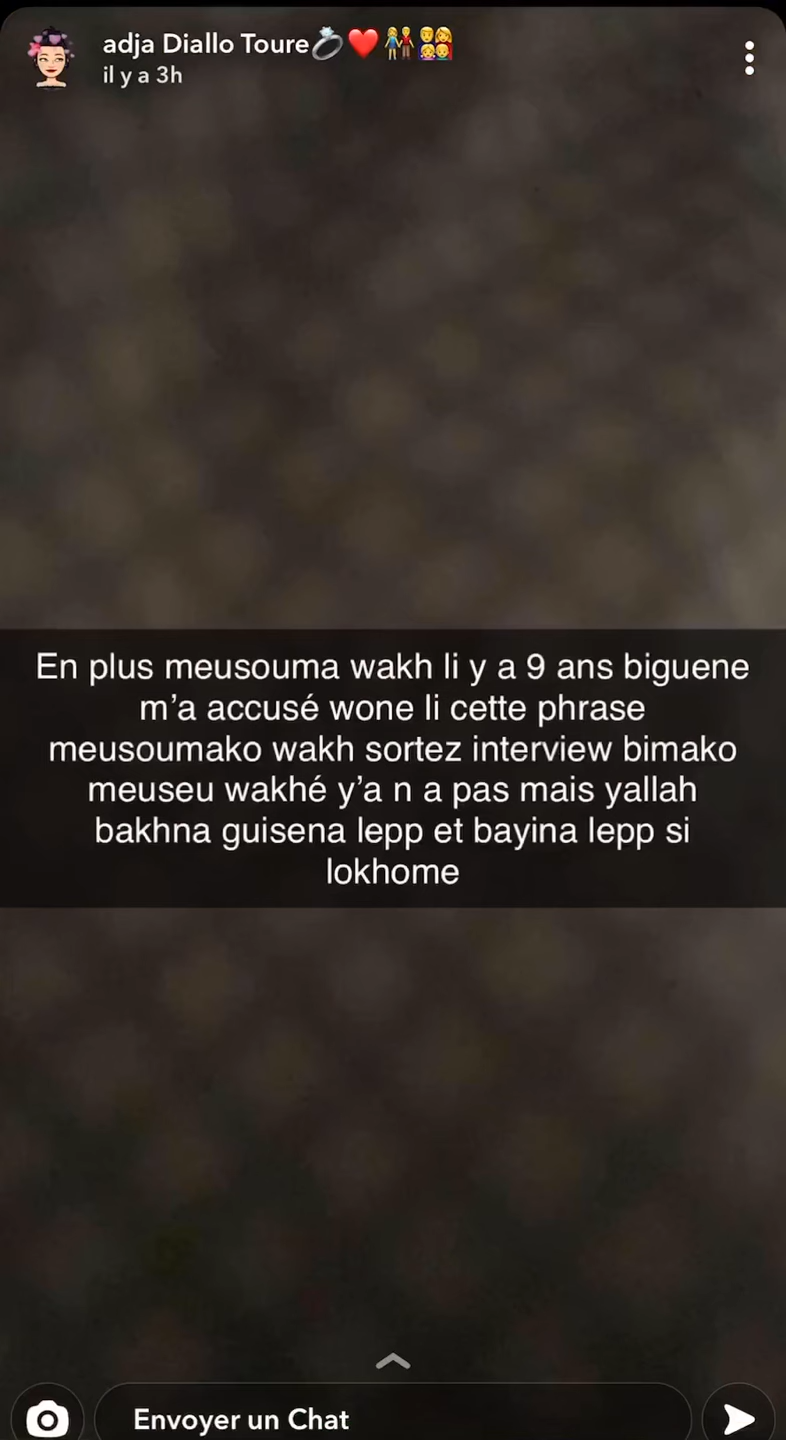 adja Diallo Toure💍❤️👫👨‍👩‍👧‍👦
il y a 3h
En plus meusouma wakh li y a 9 ans biguene
m'a accusé wone li cette phrase
meusoumako wakh sortez interview bimako
meuseu wakhé y'a n a pas mais yallah
bakhna guisena lepp et bayina lepp si
lokhome
Envoyer un Chat